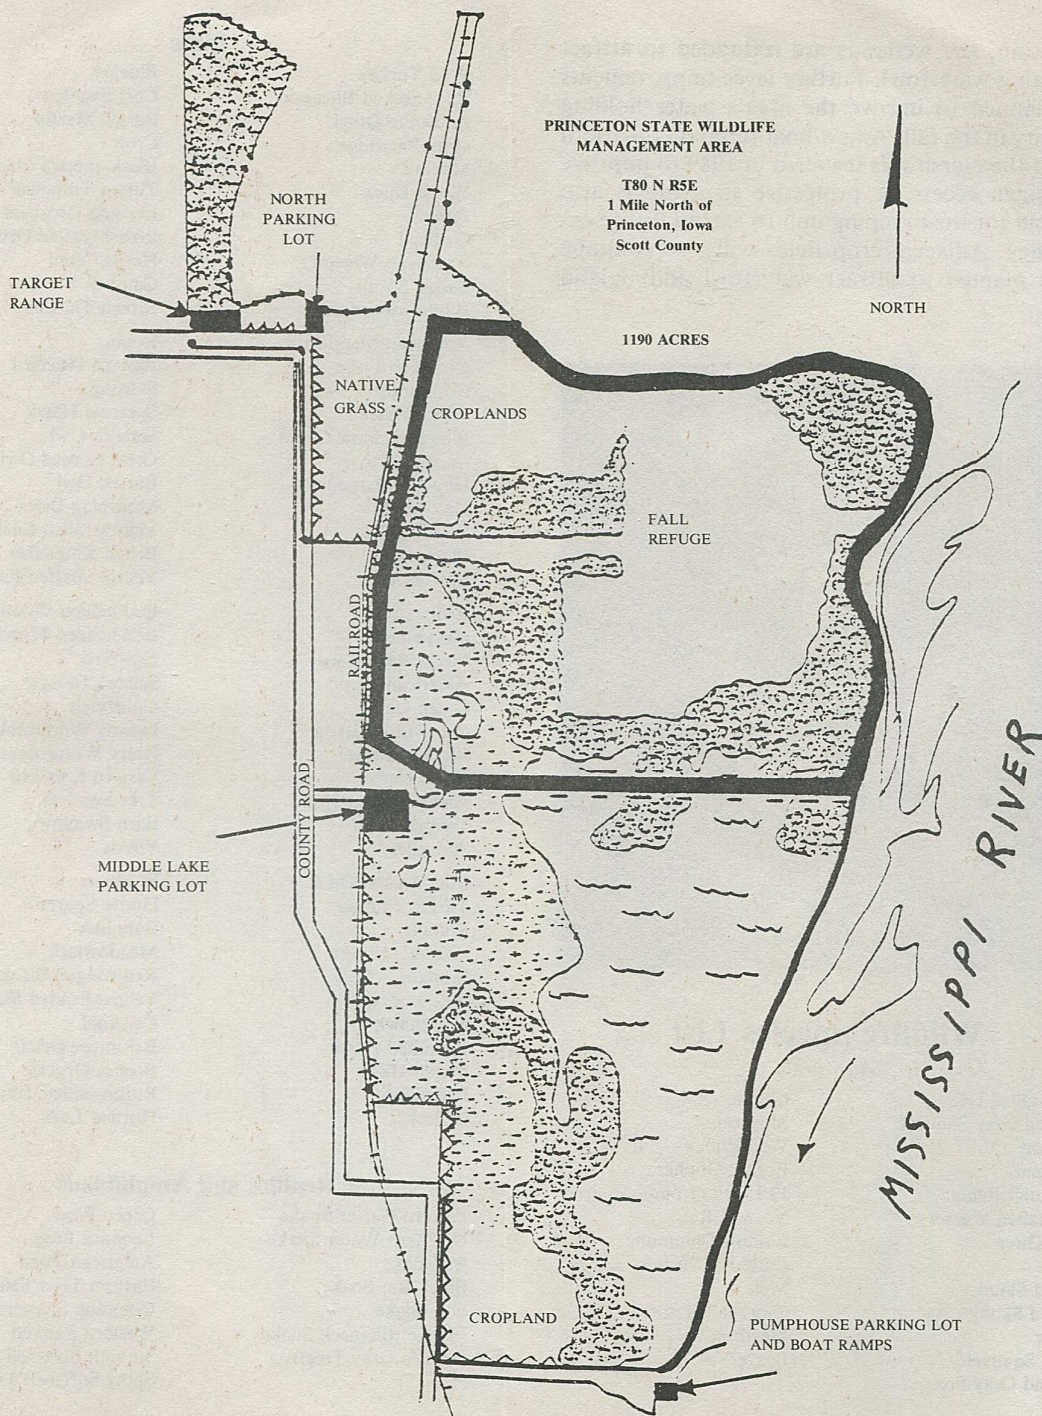 PRINCETON STATE WILDLIFE
MANAGEMENT AREA
T80 N R5E
1 Mile North of
Princeton, Iowa
Scott County
NORTH
PARKING
LOT
TARGET
RANGE
NORTH
1190 ACRES
NATIVE
GRASS
CROPLANDS
FALL
REFUGE
RAILROAD
COUNTY ROAD
MIDDLE LAKE
PARKING LOT
MISSISSIPPI RIVER
CROPLAND
PUMPHOUSE PARKING LOT
AND BOAT RAMPS